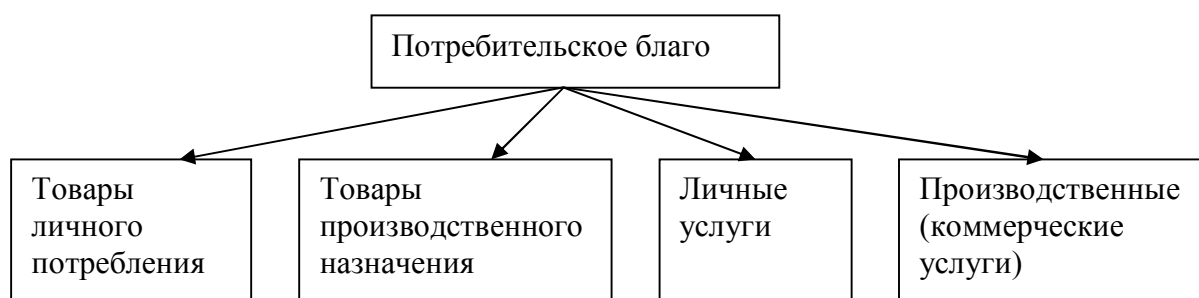 Потребительское благо
Товары
личного
потребления
Товары
производственного
назначения
Личные
услуги
Производственные
(коммерческие
услуги)